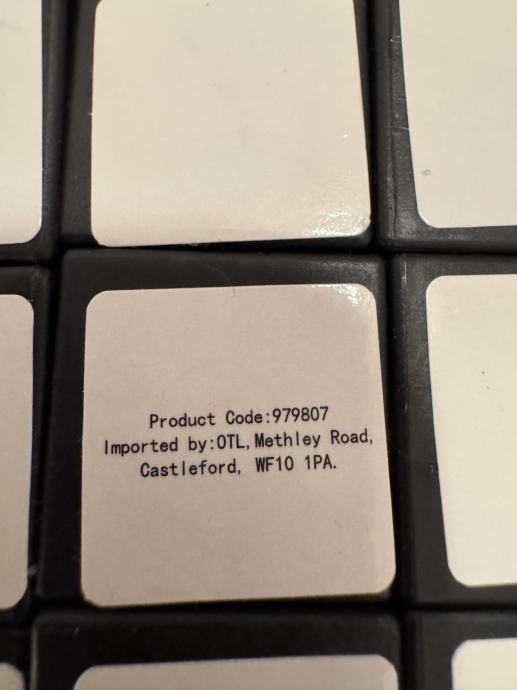 Product Code:979807
Imported by:OTL,Methley Road,
Castleford, WF10 1PA.